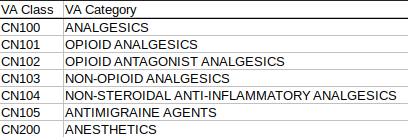 VA Class VA Category
CN100 ANALGESICS
CN101 OPIOID ANALGESICS
CN102 OPIOID ANTAGONIST ANALGESICS
CN103 NON-OPIOID ANALGESICS
CN104 NON-STEROIDAL ANTI-INFLAMMATORY ANALGESICS
CN105 ANTIMIGRAINE AGENTS
CN200 ANESTHETICS